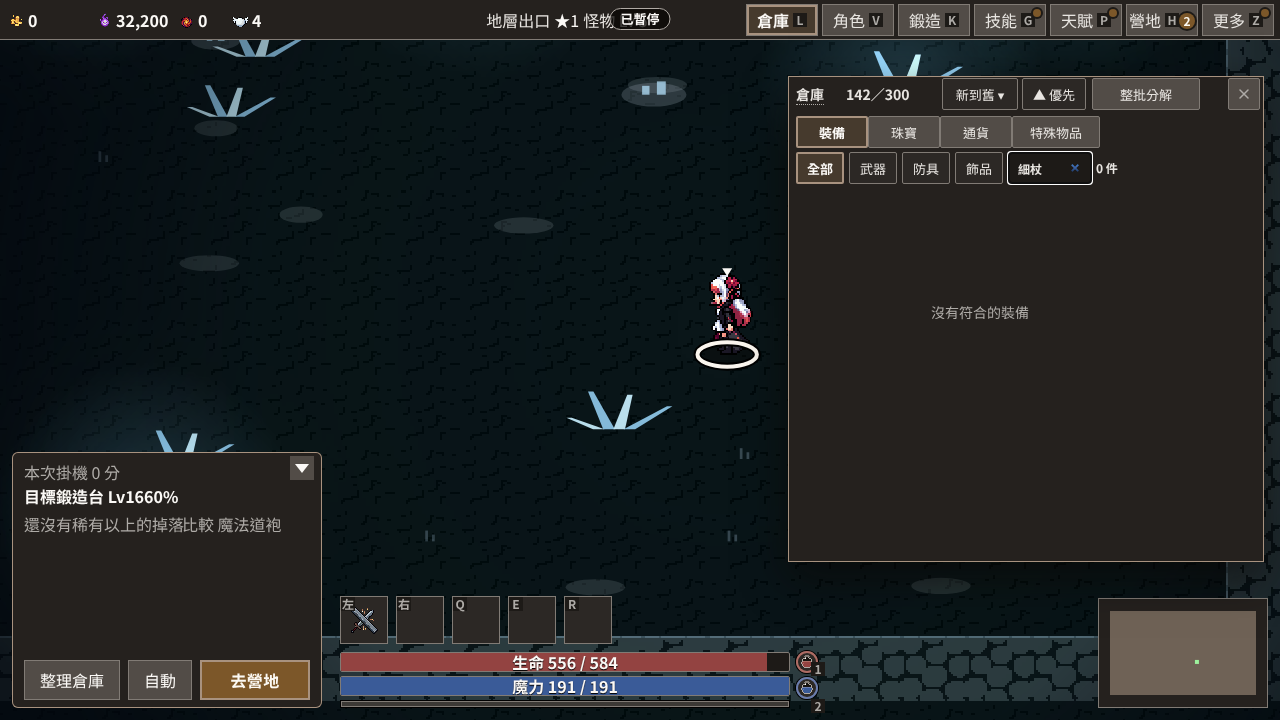 0 32,200 0 4
地層出口 ★1 怪物
已暫停
倉庫 L 角色 V 鍛造 K 技能 G 天賦 P 營地 H 2 更多 Z
倉庫 142／300 新到舊 ▾ ▲優先 整批分解 ✕
裝備 珠寶 通貨 特殊物品
全部 武器 防具 飾品 細杖 ✕ 0 件
沒有符合的裝備
本次掛機 0 分
目標鍛造台 Lv1660%
還沒有稀有以上的掉落比較 魔法道袍
整理倉庫 自動 去營地
左 右 Q E R
生命 556 / 584 1
魔力 191 / 191
2